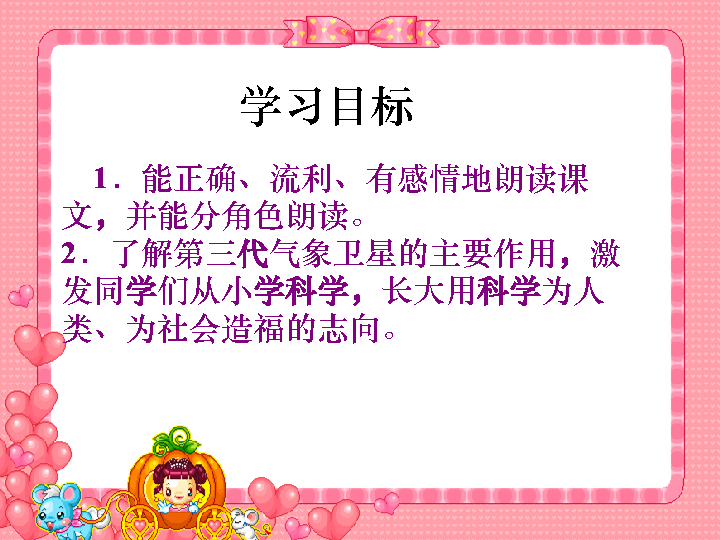 学习目标
1．能正确、流利、有感情地朗读课
文，并能分角色朗读。
2．了解第三代气象卫星的主要作用，激
发同学们从小学科学，长大用科学为人
类、为社会造福的志向。